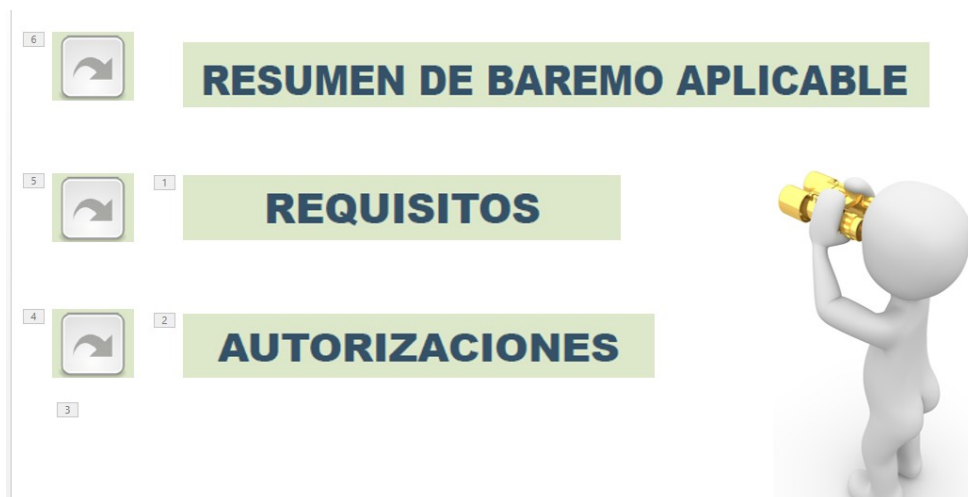 6
RESUMEN DE BAREMO APLICABLE
5
1
REQUISITOS
4
2
AUTORIZACIONES
3